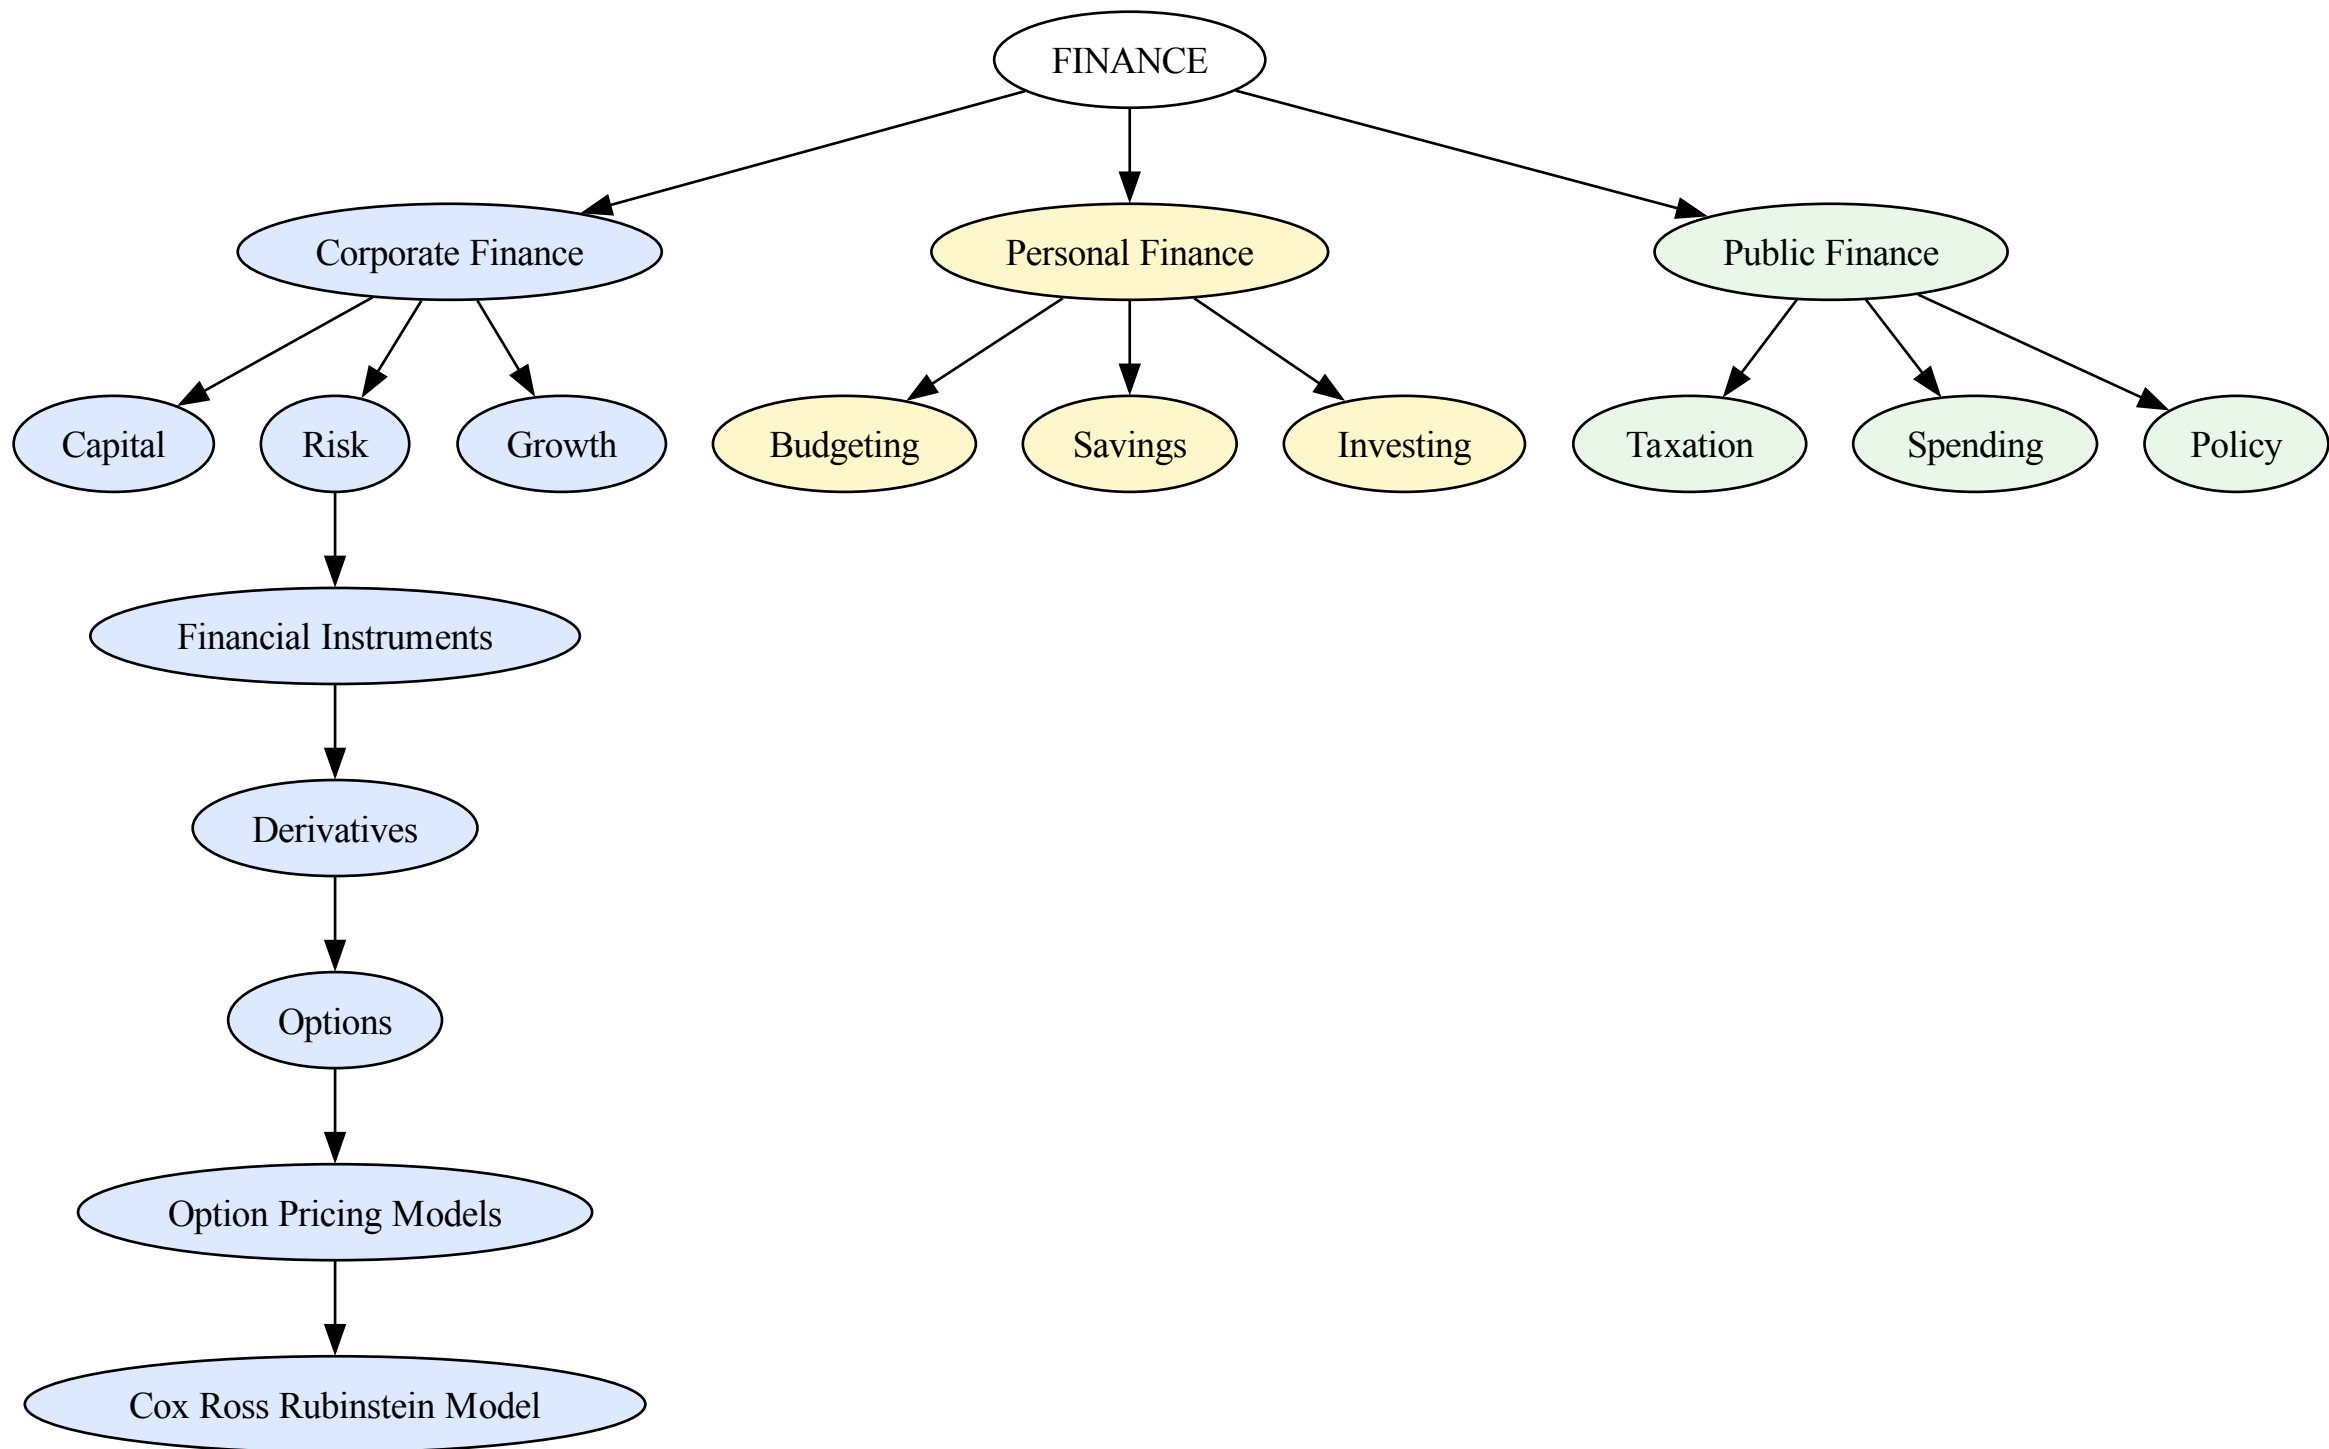 FINANCE
Corporate Finance
Personal Finance
Public Finance
Capital
Risk
Growth
Budgeting
Savings
Investing
Taxation
Spending
Policy
Financial Instruments
Derivatives
Options
Option Pricing Models
Cox Ross Rubinstein Model